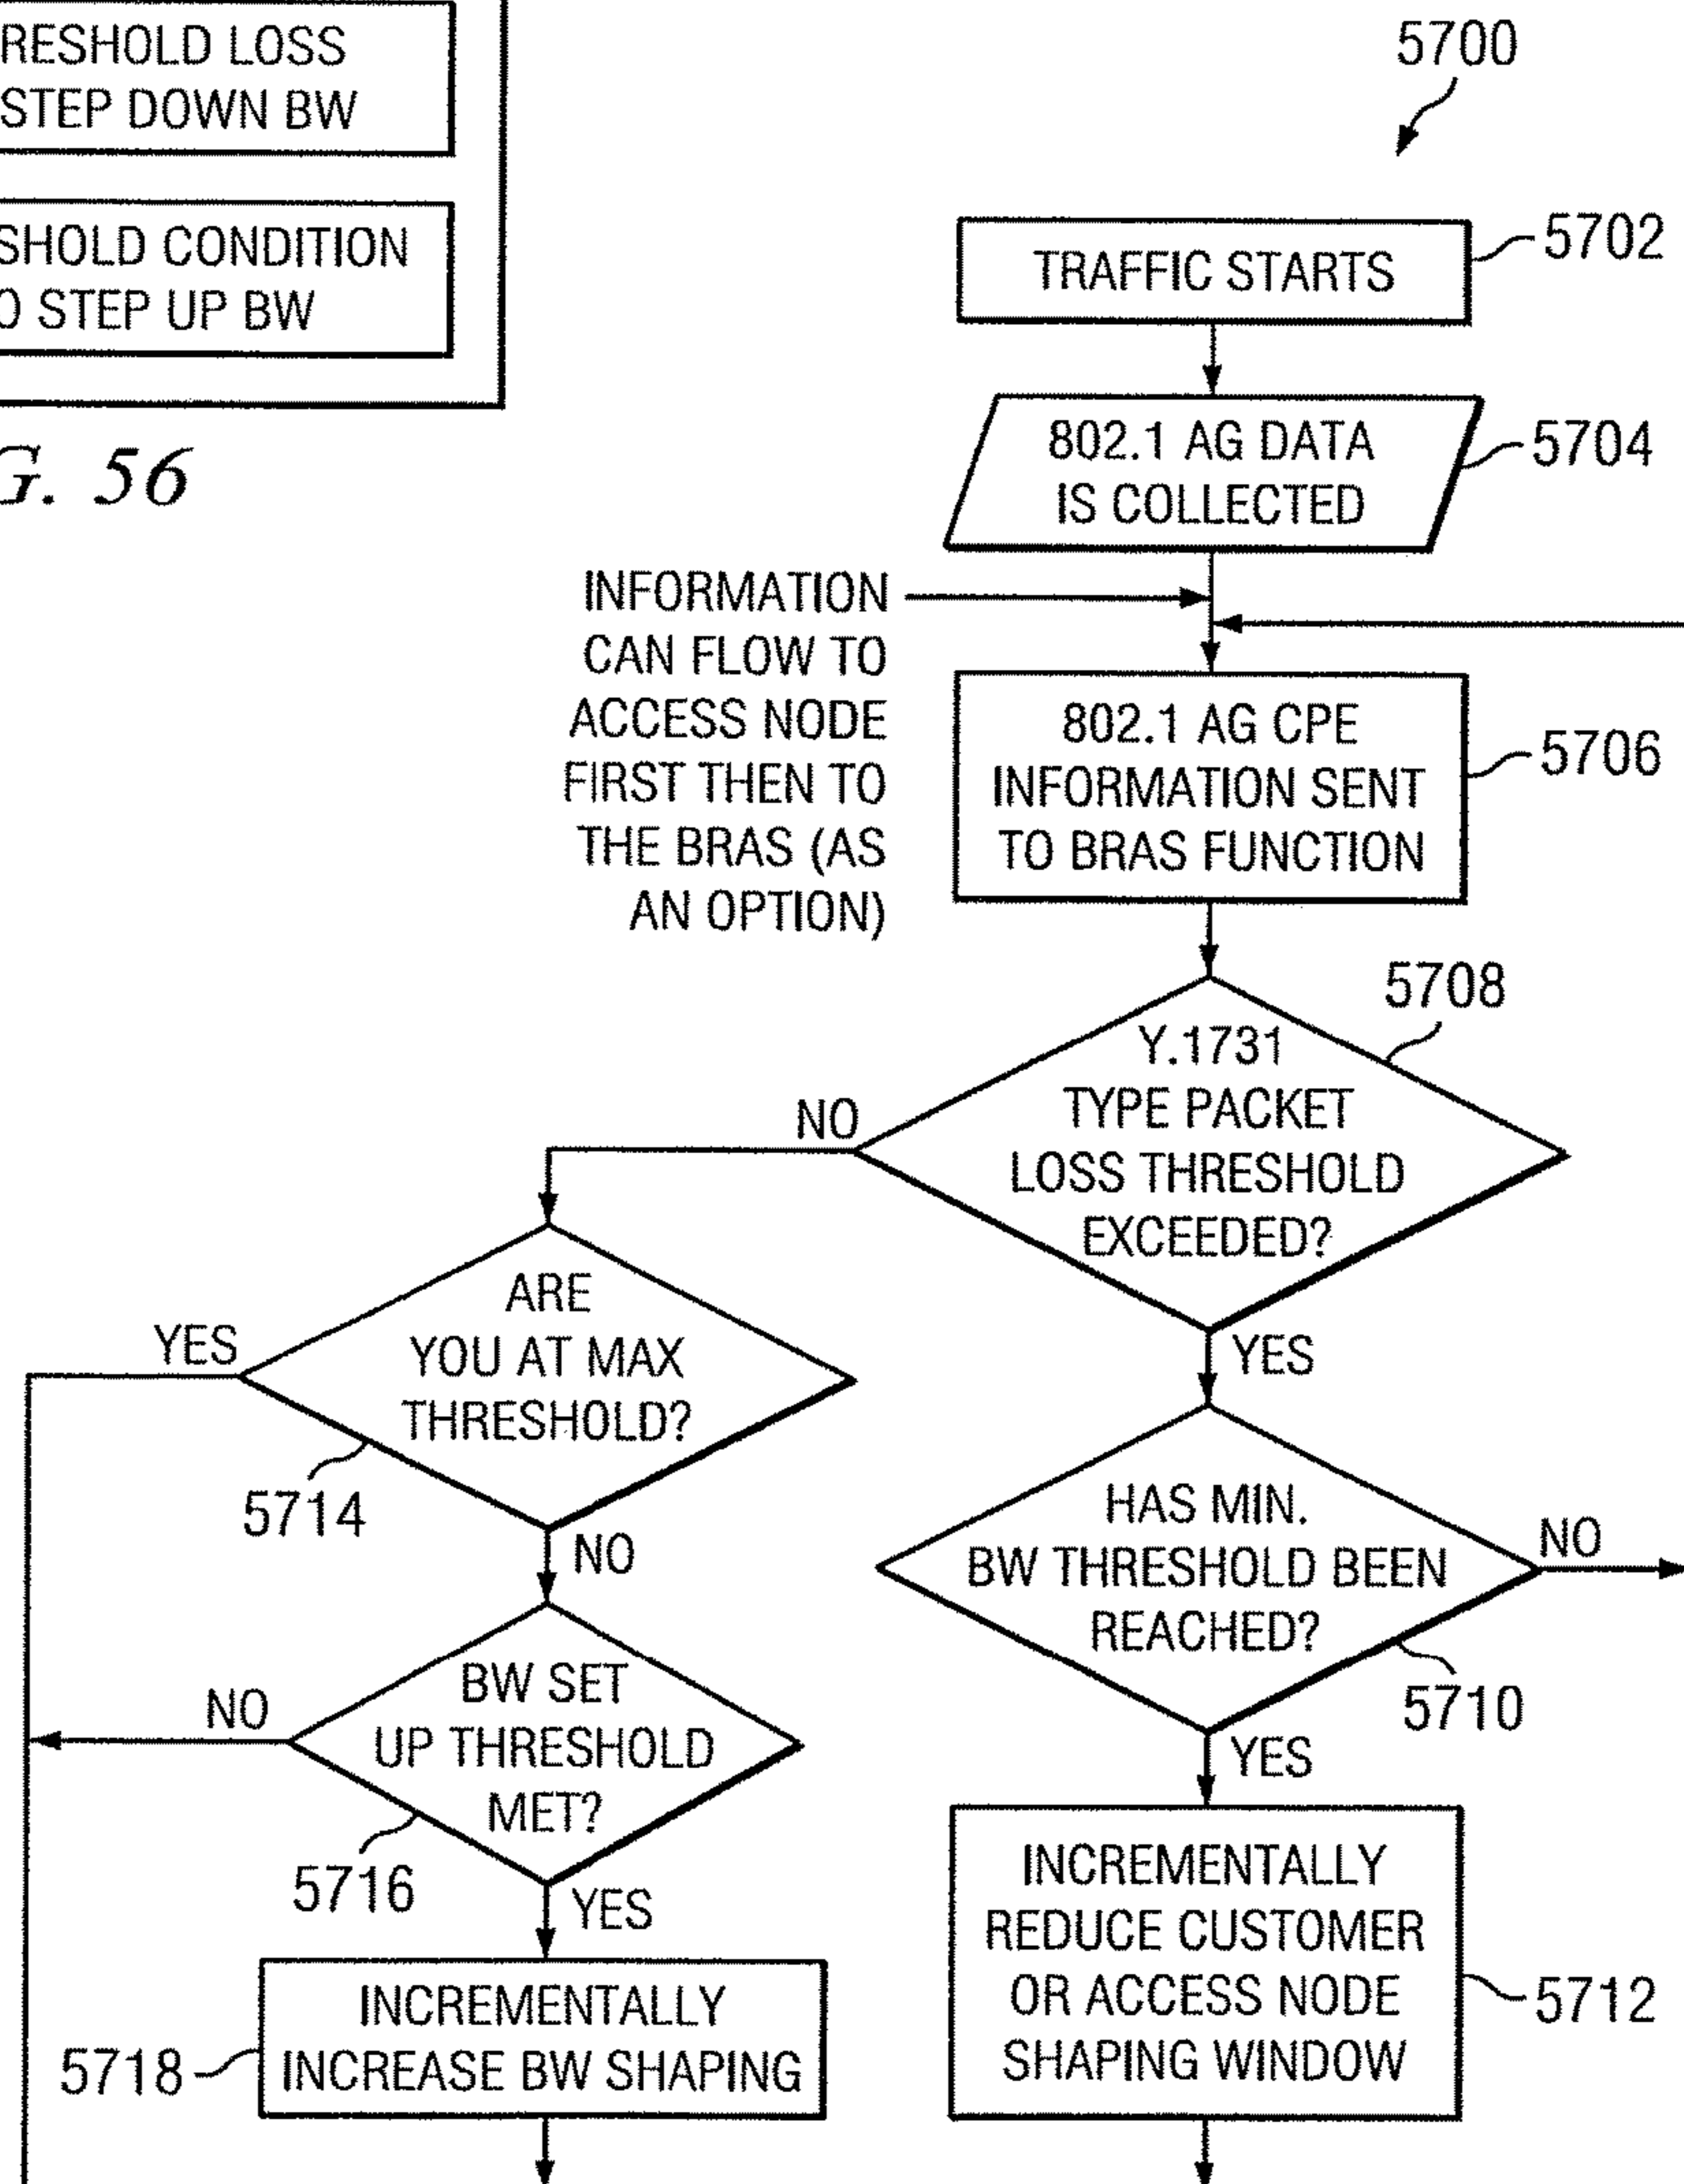 RESHOLD LOSS
STEP DOWN BW
SHOLD CONDITION
O STEP UP BW
G. 56
5700
TRAFFIC STARTS
5702
802.1 AG DATA
IS COLLECTED
5704
INFORMATION
CAN FLOW TO
ACCESS NODE
FIRST THEN TO
THE BRAS (AS
AN OPTION)
802.1 AG CPE
INFORMATION SENT
TO BRAS FUNCTION
5706
5708
Y.1731
TYPE PACKET
LOSS THRESHOLD
EXCEEDED?
NO
YES
ARE
YOU AT MAX
THRESHOLD?
YES
5714
NO
HAS MIN.
BW THRESHOLD BEEN
REACHED?
NO
5710
YES
BW SET
UP THRESHOLD
MET?
NO
5716
YES
INCREMENTALLY
REDUCE CUSTOMER
OR ACCESS NODE
SHAPING WINDOW
5712
INCREMENTALLY
INCREASE BW SHAPING
5718